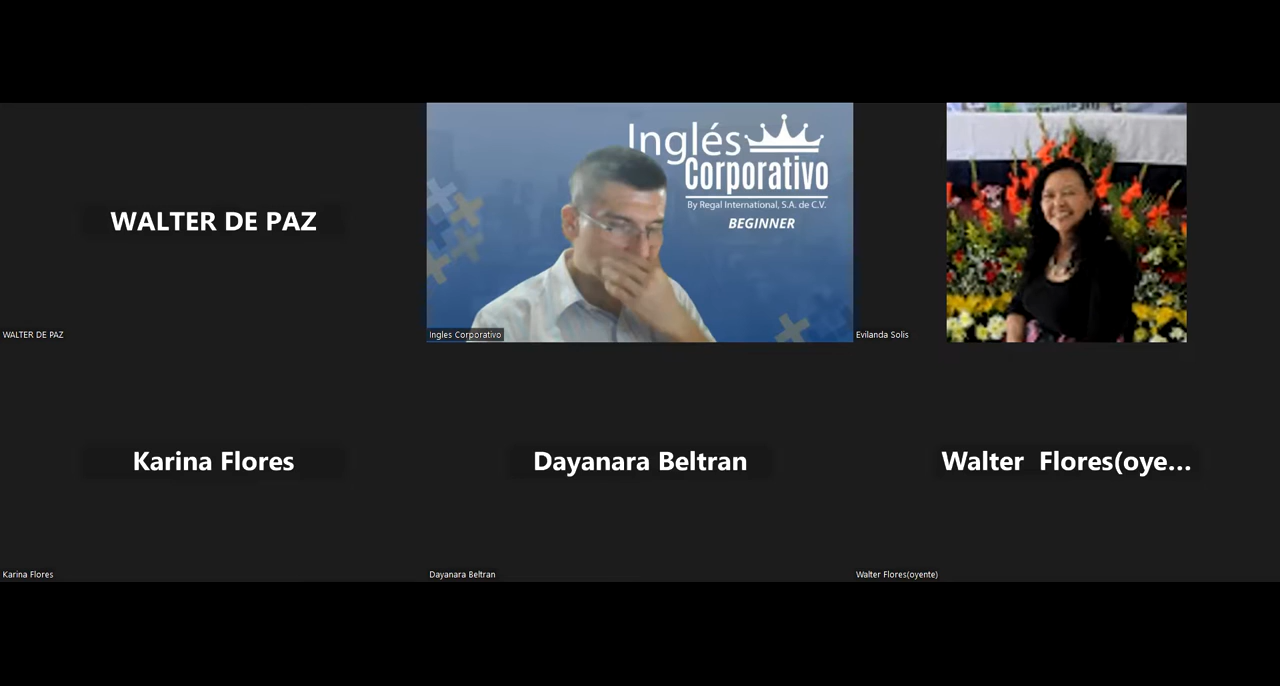 WALTER DE PAZ
WALTER DE PAZ
Inglés
Corporativo
By Regal International, S.A. de C.V.
BEGINNER
Ingles Corporativo
Evilanda Solis
Karina Flores
Karina Flores
Dayanara Beltran
Dayanara Beltran
Walter Flores(oye...
Walter Flores(oyente)